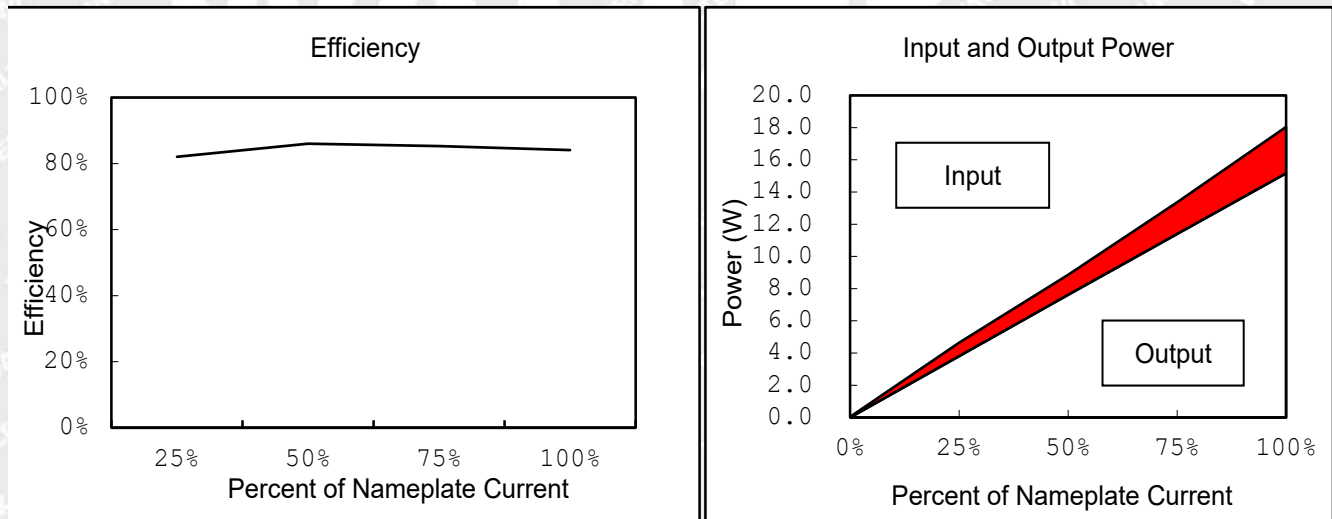 Efficiency
100%
80%
60%
40%
20%
0%
Efficiency
25% 50% 75% 100%
Percent of Nameplate Current
Input and Output Power
20.0
18.0
16.0
14.0
12.0
10.0
8.0
6.0
4.0
2.0
0.0
Power (W)
Input
Output
0% 25% 50% 75% 100%
Percent of Nameplate Current